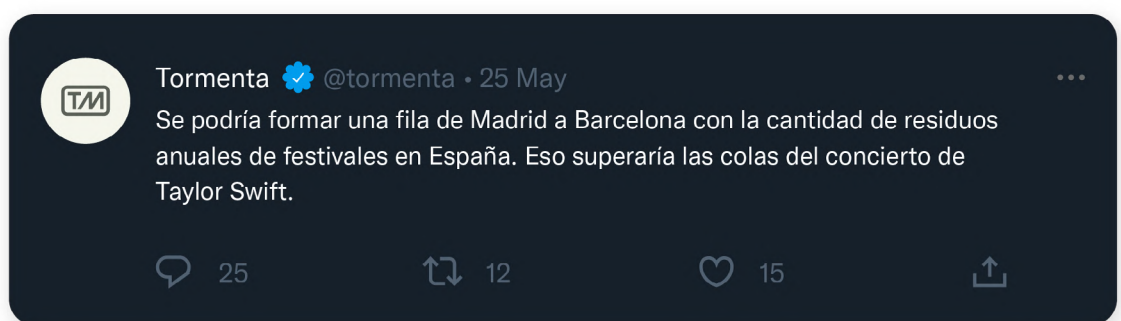 TM
Tormenta @tormenta • 25 May
Se podría formar una fila de Madrid a Barcelona con la cantidad de residuos
anuales de festivales en España. Eso superaría las colas del concierto de
Taylor Swift.
25 12 15